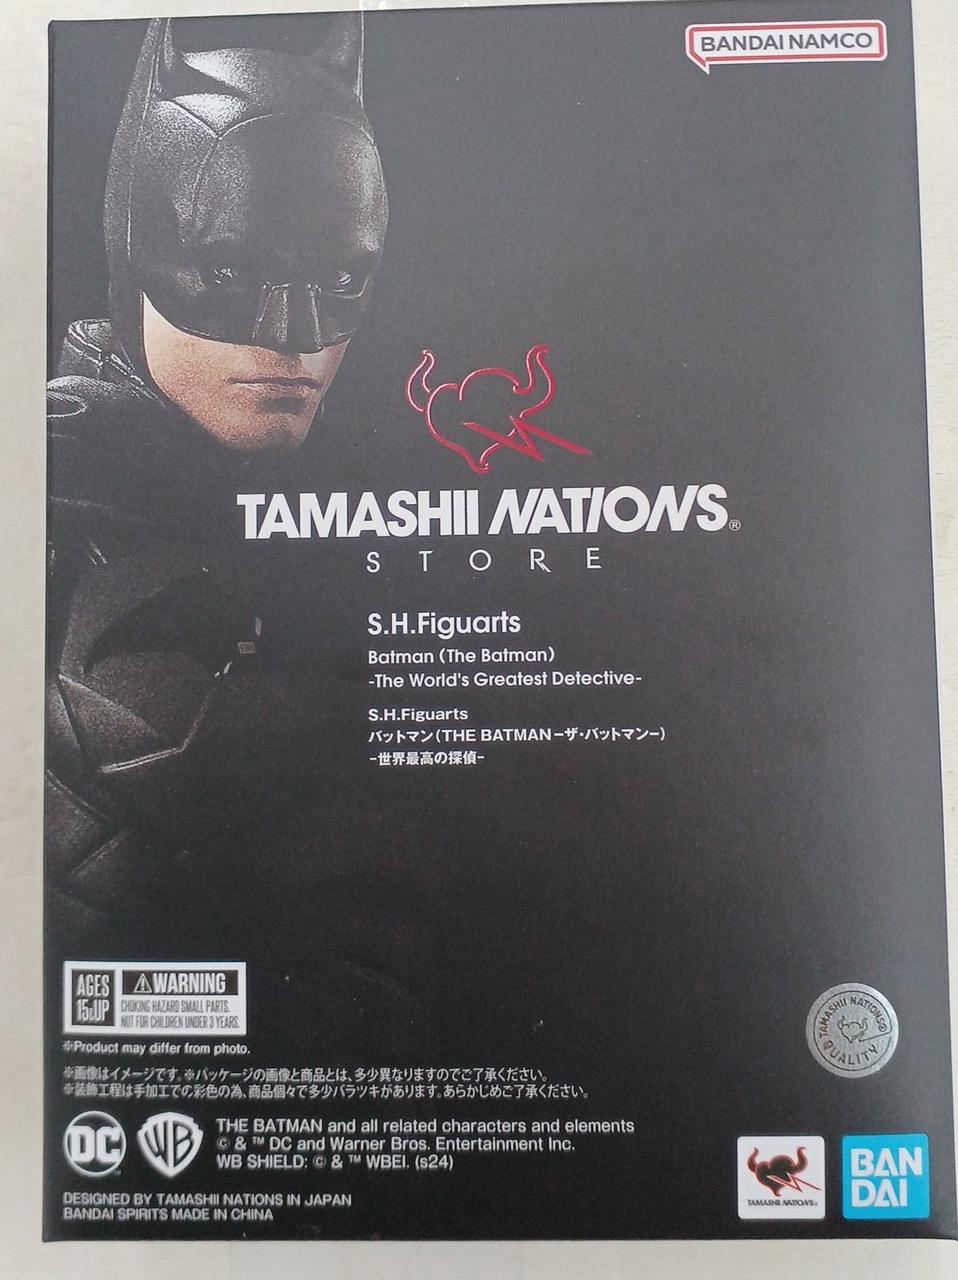 BANDAI NAMCO
TAMASHII NATIONS®
STORE
S.H.Figuarts
Batman (The Batman)
-The World's Greatest Detective-
S.H.Figuarts
バットマン(THE BATMAN-ザ・バットマン-)
-世界最高の探偵-
AGES
15&UP
⚠WARNING
CHOKING HAZARD SMALL PARTS.
NOT FOR CHILDREN UNDER 3 YEARS.
※Product may differ from photo.
※画像はイメージです。※パッケージの画像と商品とは、多少異なりますのでご了承ください。
※装飾工程は手加工での彩色の為、商品個々で多少バラツキがあります。あらかじめご了承ください。
TAMASHII NATIONS®
QUALITY
DC™
WB
THE BATMAN and all related characters and elements
© & ™ DC and Warner Bros. Entertainment Inc.
WB SHIELD: © & ™ WBEI. (s24)
TAMASHII NATIONS®
BAN
DAI
DESIGNED BY TAMASHII NATIONS IN JAPAN
BANDAI SPIRITS MADE IN CHINA